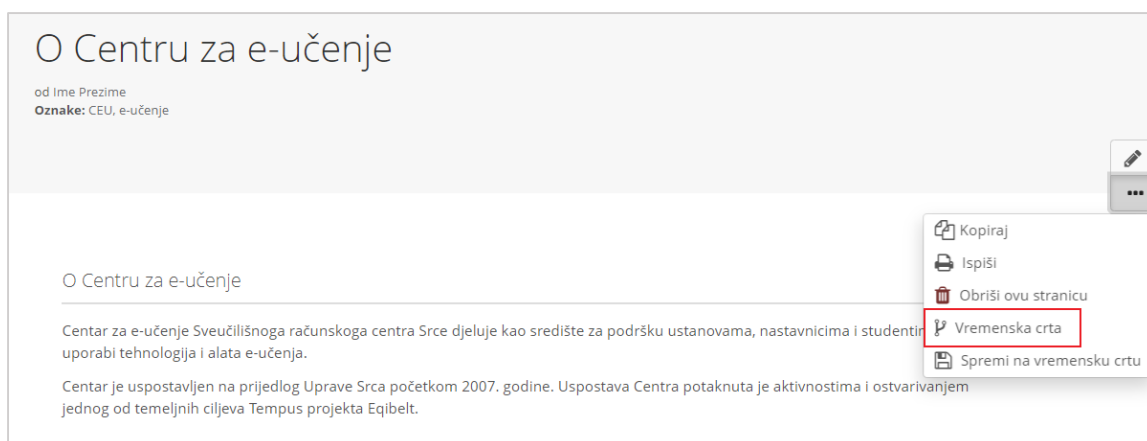 O Centru za e-učenje
od Ime Prezime
Oznake: CEU, e-učenje
Kopiraj
Ispiši
Obriši ovu stranicu
Vremenska crta
Spremi na vremensku crtu
O Centru za e-učenje
Centar za e-učenje Sveučilišnoga računskoga centra Srce djeluje kao središte za podršku ustanovama, nastavnicima i
uporabi tehnologija i alata e-učenja.
Centar je uspostavljen na prijedlog Uprave Srca početkom 2007. godine. Uspostava Centra potaknuta je aktivnostima i ostvarivanjem
jednog od temeljnih ciljeva Tempus projekta Eqibelt.